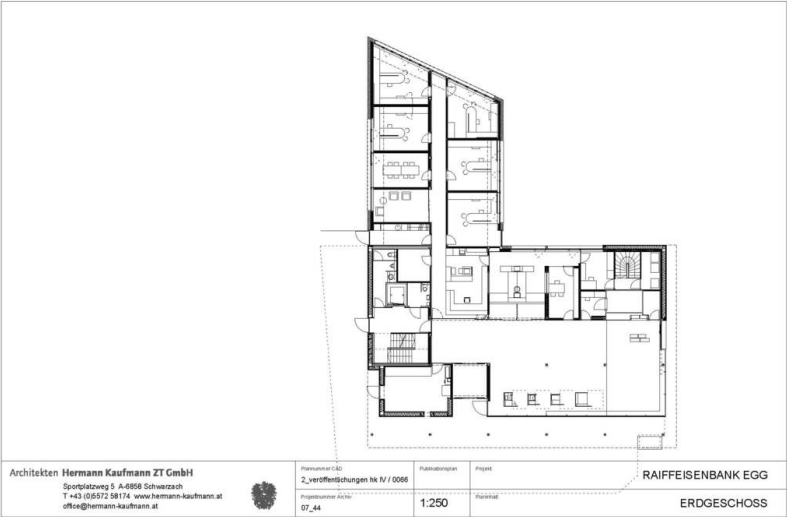 Architekten Hermann Kaufmann ZT GmbH
Sportplatzweg 5 A-6858 Schwarzach
T +43 (0)5572 58174 www.hermann-kaufmann.at
office@hermann-kaufmann.at
Plannummer CAD
2_veröffentlichungen hk IV / 0066
Projektnummer Archiv
07_44
Publikationsplan
1:250
Projekt
RAIFFEISENBANK EGG
Planinhalt
ERDGESCHOSS